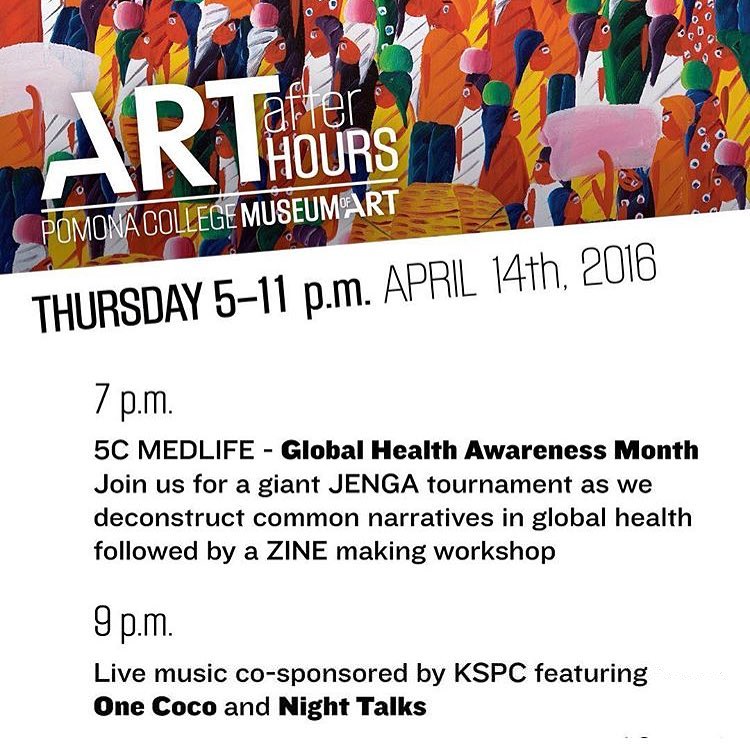 ART after HOURS
POMONA COLLEGE MUSEUM OF ART
THURSDAY 5–11 p.m. APRIL 14th, 2016
7 p.m.
5C MEDLIFE - Global Health Awareness Month
Join us for a giant JENGA tournament as we
deconstruct common narratives in global health
followed by a ZINE making workshop
9 p.m.
Live music co-sponsored by KSPC featuring
One Coco and Night Talks